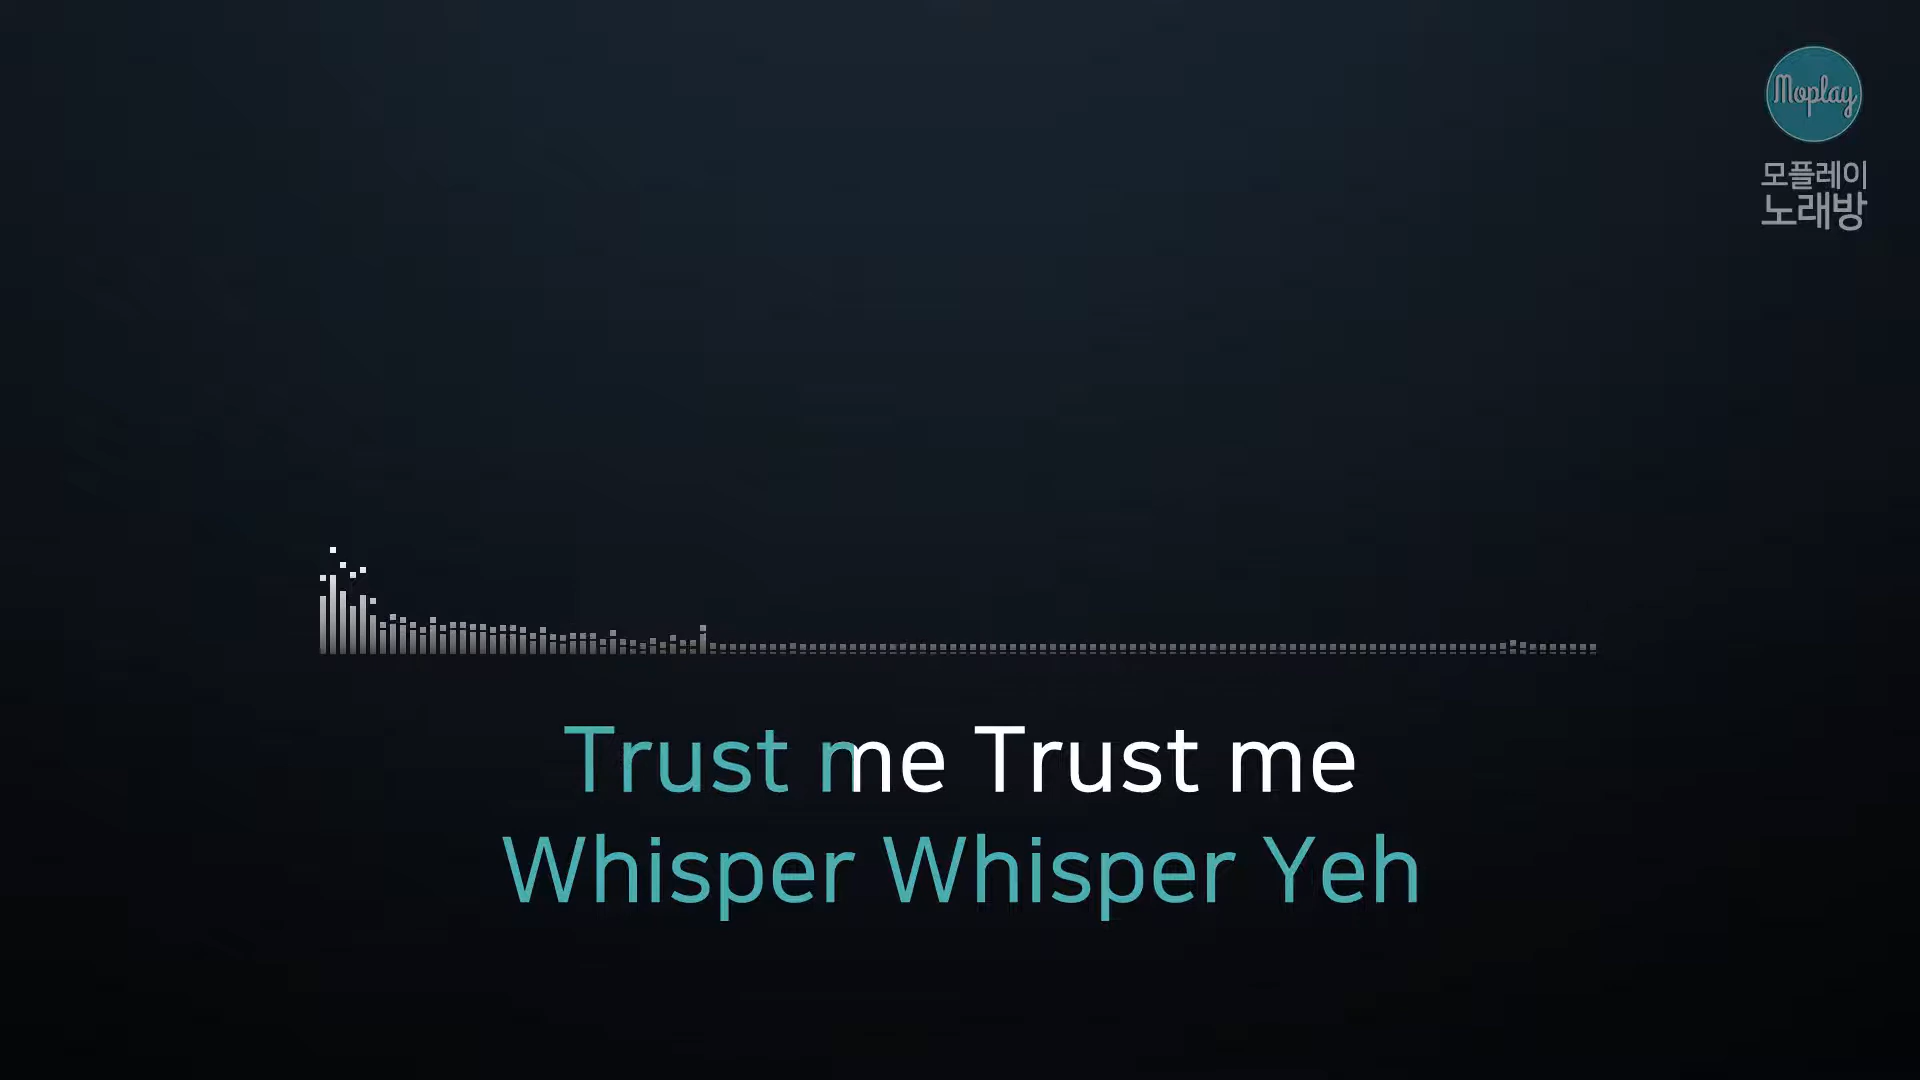 Moplay
모플레이
노래방
Trust me Trust me
Whisper Whisper Yeh